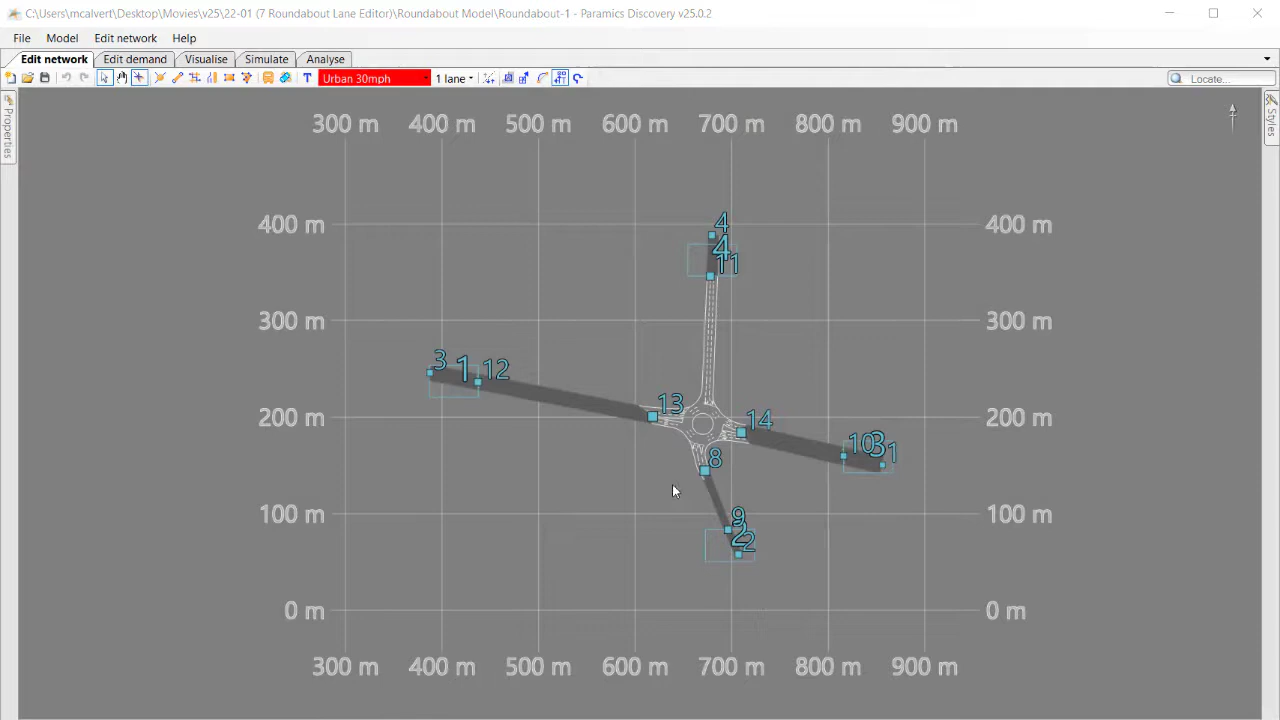 C:\Users\mcalvert\Desktop\Movies\v25\22-01 (7 Roundabout Lane Editor)\Roundabout Model\Roundabout-1 - Paramics Discovery v25.0.2
File Model Edit network Help
Edit network Edit demand Visualise Simulate Analyse
T Urban 30mph 1 lane Locate...
Properties
Styles
300 m 400 m 500 m 600 m 700 m 800 m 900 m
400 m 4 400 m
4
11
300 m 300 m
3 1 12
200 m 13 14 200 m
10 3 1
8
100 m 9 100 m
2 2
0 m 0 m
300 m 400 m 500 m 600 m 700 m 800 m 900 m